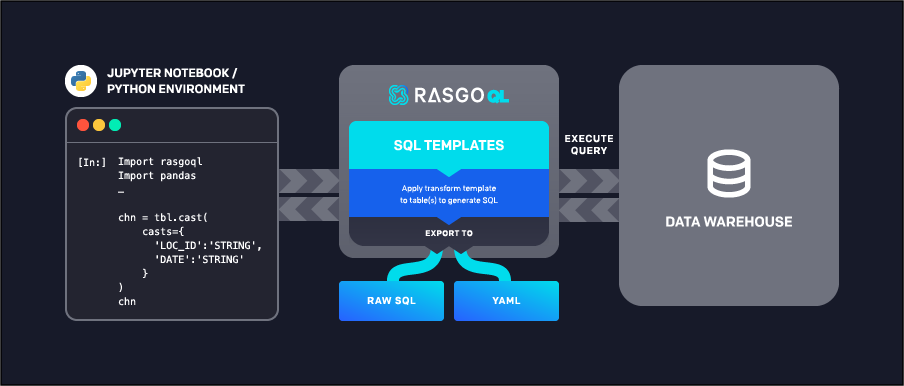 JUPYTER NOTEBOOK /
PYTHON ENVIRONMENT
[In:] Import rasgoql
Import pandas
…
chn = tbl.cast(
casts={
'LOC_ID':'STRING',
'DATE':'STRING'
}
)
chn
RASGO QL
SQL TEMPLATES
Apply transform template
to table(s) to generate SQL
EXPORT TO
RAW SQL
YAML
EXECUTE
QUERY
DATA WAREHOUSE